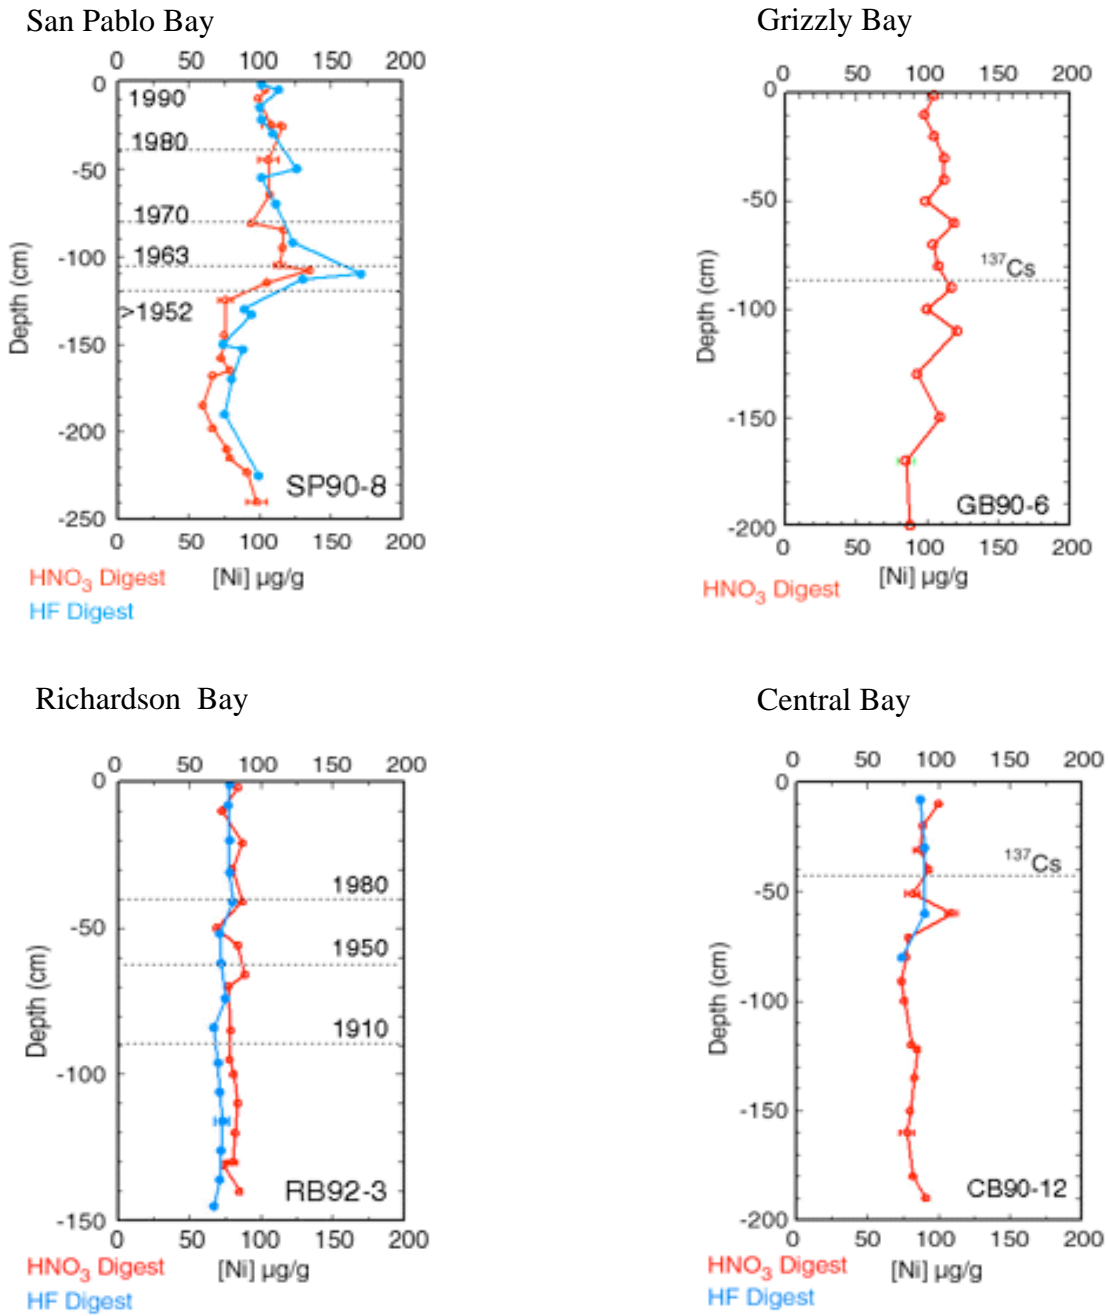 San Pablo Bay
0 50 100 150 200
0
1990
1980
-50
1970
1963
-100
>1952
-150
-200
SP90-8
-250
0 50 100 150 200
Depth (cm)
[Ni] µg/g
HNO3 Digest
HF Digest
Grizzly Bay
0 50 100 150 200
0
-50
137Cs
-100
-150
GB90-6
-200
0 50 100 150 200
Depth (cm)
[Ni] µg/g
HNO3 Digest
Richardson Bay
0 50 100 150 200
0
1980
-50
1950
1910
-100
RB92-3
-150
0 50 100 150 200
Depth (cm)
[Ni] µg/g
HNO3 Digest
HF Digest
Central Bay
0 50 100 150 200
0
137Cs
-50
-100
-150
CB90-12
-200
0 50 100 150 200
Depth (cm)
[Ni] µg/g
HNO3 Digest
HF Digest